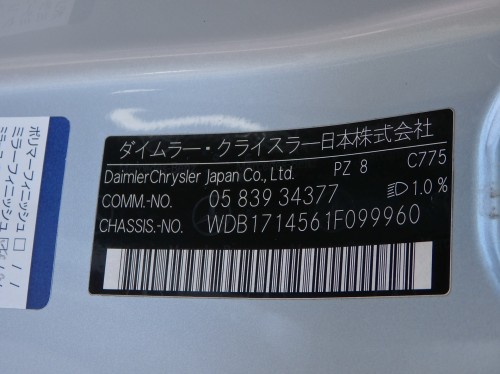 ダイムラー・クライスラー日本株式会社
DaimlerChrysler Japan Co., Ltd. PZ 8 C775
COMM.-NO. 05 839 34377 1.0 %
CHASSIS.-NO. WDB1714561F099960
ポリマーフィニッシュ □ / /
ミラーフィニッシュ